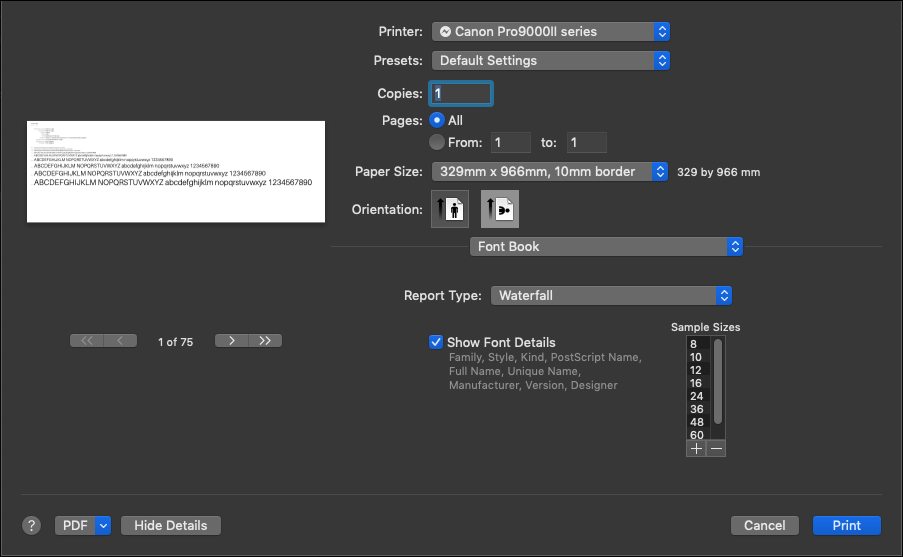 Printer: Canon Pro9000II series
Presets: Default Settings
Copies: 1
Pages: All
From: 1 to: 1
Paper Size: 329mm x 966mm, 10mm border 329 by 966 mm
Orientation:
Font Book
Report Type: Waterfall
ABCDEFGHIJKLM NOPQRSTUVWXYZ abcdefghijklm nopqrstuvwxyz 1234567890
ABCDEFGHIJKLM NOPQRSTUVWXYZ abcdefghijklm nopqrstuvwxyz 1234567890
ABCDEFGHIJKLM NOPQRSTUVWXYZ abcdefghijklm nopqrstuvwxyz 1234567890
ABCDEFGHIJKLM NOPQRSTUVWXYZ abcdefghijklm nopqrstuvwxyz 1234567890
1 of 75
Show Font Details
Family, Style, Kind, PostScript Name,
Full Name, Unique Name,
Manufacturer, Version, Designer
Sample Sizes
8
10
12
16
24
36
48
60
? PDF Hide Details Cancel Print